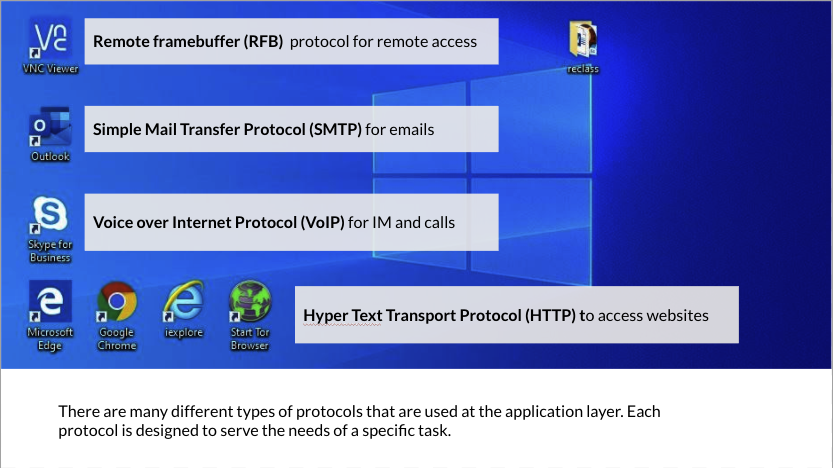 VNC Viewer
Remote framebuffer (RFB) protocol for remote access
reclass
Outlook
Simple Mail Transfer Protocol (SMTP) for emails
Skype for
Business
Voice over Internet Protocol (VoIP) for IM and calls
Microsoft
Edge
Google
Chrome
iexplore
Start Tor
Browser
Hyper Text Transport Protocol (HTTP) to access websites
There are many different types of protocols that are used at the application layer. Each
protocol is designed to serve the needs of a specific task.